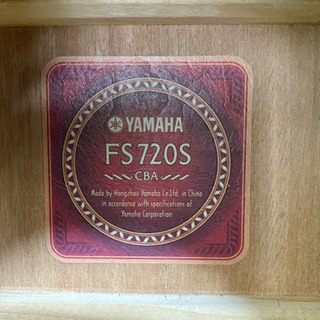 YAMAHA
FS720S
CBA
Made by Hangzhou Yamaha Co.Ltd. in China
in accordance with specifications of
Yamaha Corporation